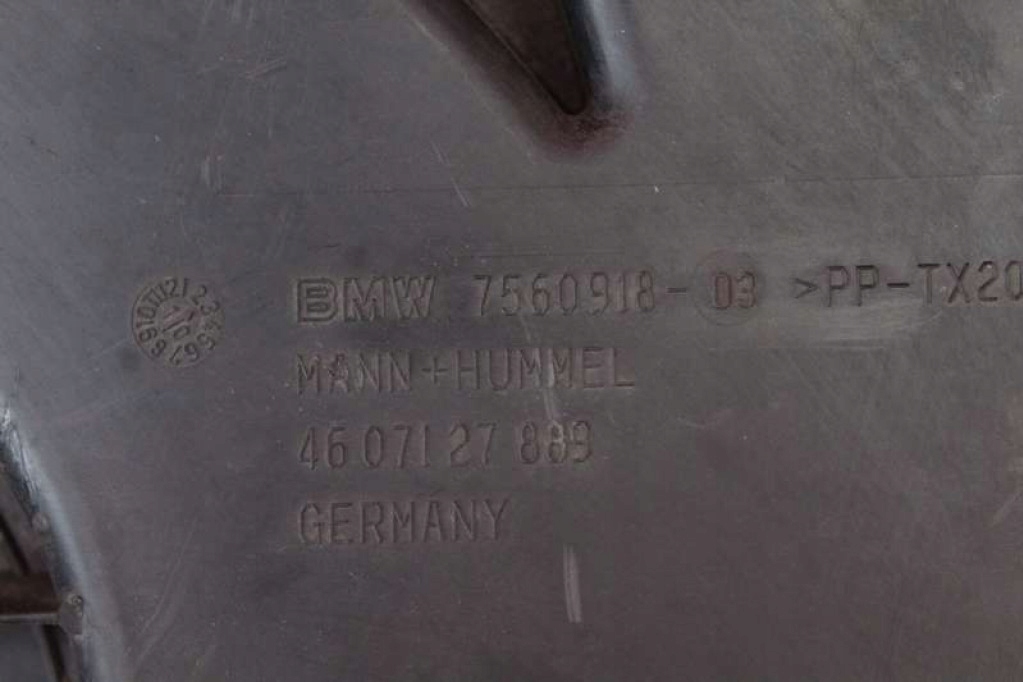 BMW 7560918- 03 >PP-TX20
MANN+HUMMEL
46 071 27 889
GERMANY